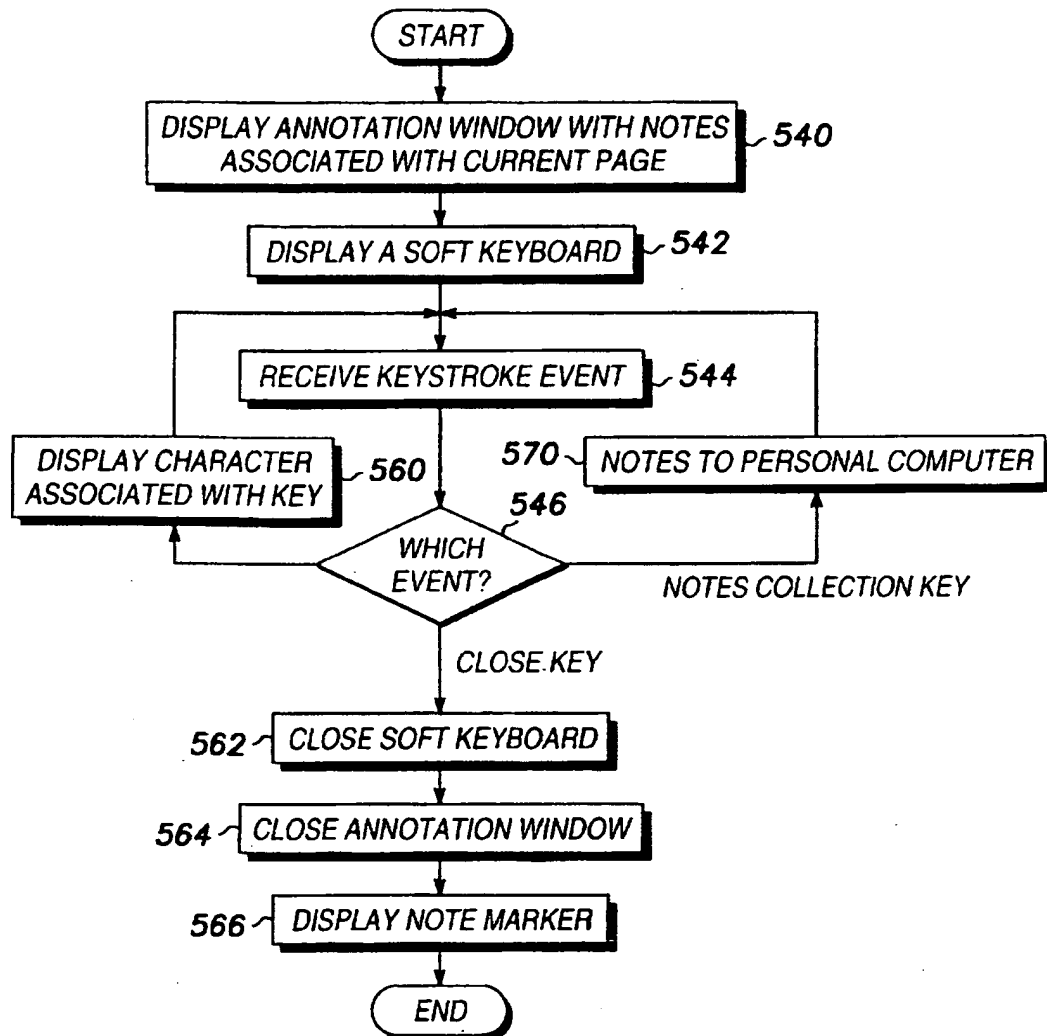 START
DISPLAY ANNOTATION WINDOW WITH NOTES
ASSOCIATED WITH CURRENT PAGE
540
DISPLAY A SOFT KEYBOARD
542
RECEIVE KEYSTROKE EVENT
544
DISPLAY CHARACTER
ASSOCIATED WITH KEY
560
570
NOTES TO PERSONAL COMPUTER
546
WHICH
EVENT?
NOTES COLLECTION KEY
CLOSE KEY
562
CLOSE SOFT KEYBOARD
564
CLOSE ANNOTATION WINDOW
566
DISPLAY NOTE MARKER
END